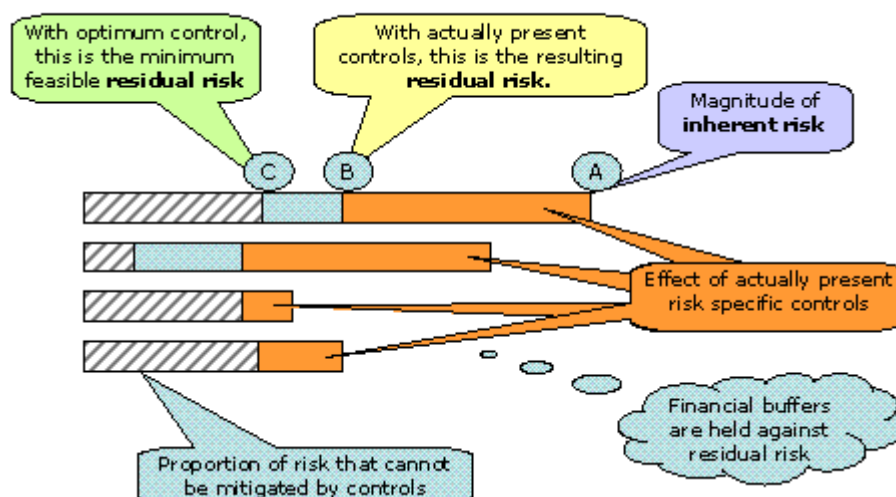 With optimum control,
this is the minimum
feasible residual risk
With actually present
controls, this is the resulting
residual risk.
Magnitude of
inherent risk
C
B
A
Effect of actually present
risk specific controls
Financial buffers
are held against
residual risk
Proportion of risk that cannot
be mitigated by controls